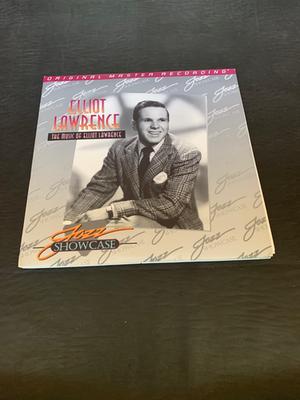 "ORIGINAL MASTER RECORDING"
ELLIOT
LAWRENCE
THE MUSIC OF ELLIOT LAWRENCE
Jazz
SHOWCASE